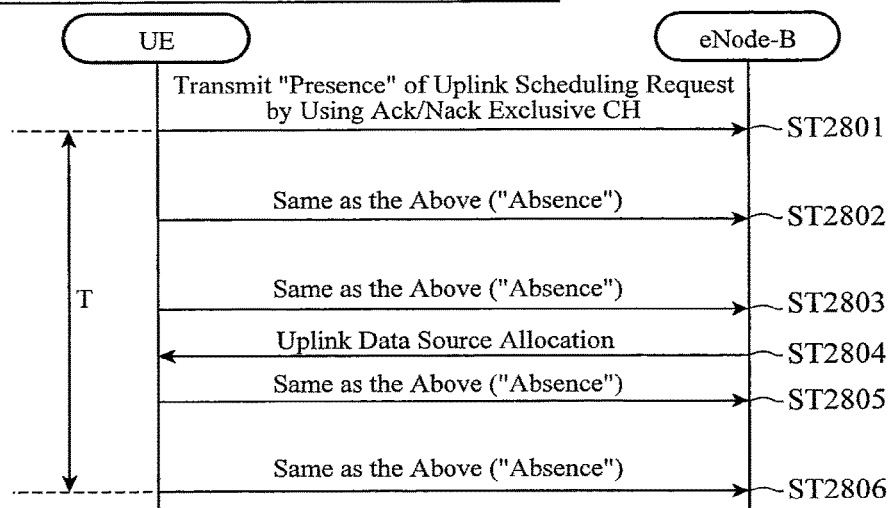 UE
eNode-B
Transmit "Presence" of Uplink Scheduling Request
by Using Ack/Nack Exclusive CH
ST2801
Same as the Above ("Absence")
ST2802
T
Same as the Above ("Absence")
ST2803
Uplink Data Source Allocation
ST2804
Same as the Above ("Absence")
ST2805
Same as the Above ("Absence")
ST2806